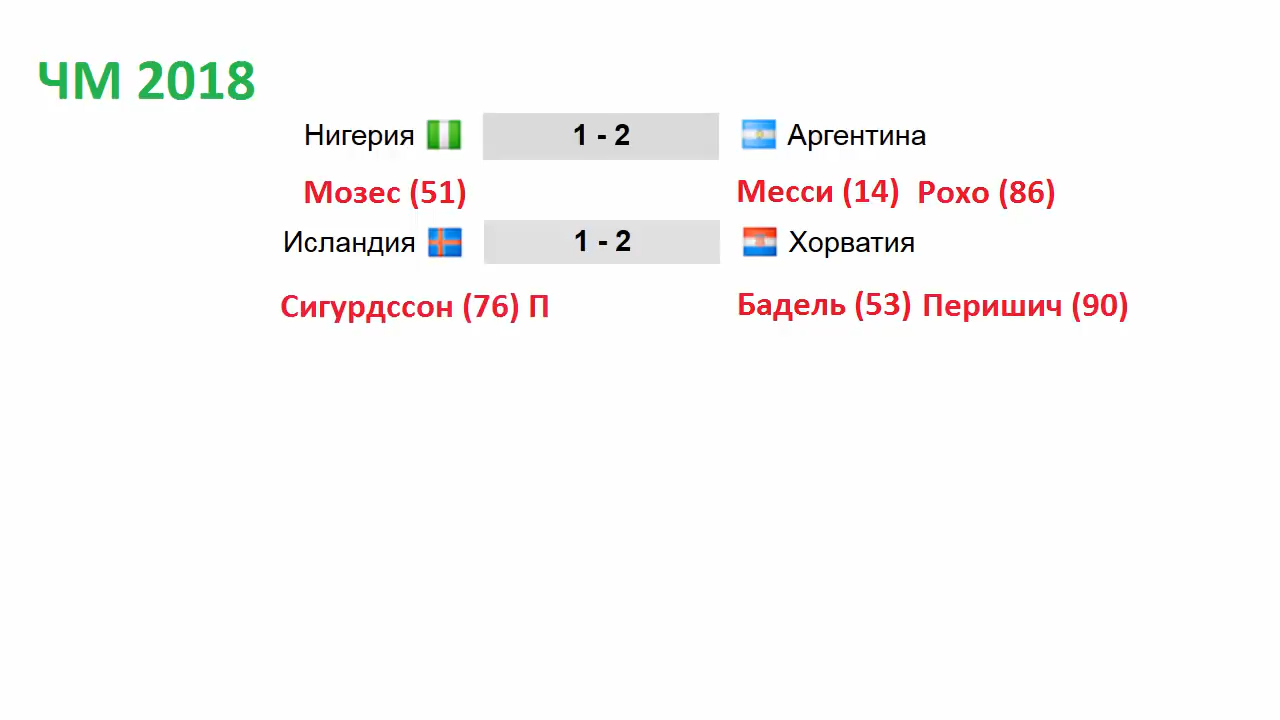 ЧМ 2018
Нигерия 1 - 2 Аргентина
Мозес (51) Месси (14) Рохо (86)
Исландия 1 - 2 Хорватия
Сигурдссон (76) П Бадель (53) Перишич (90)